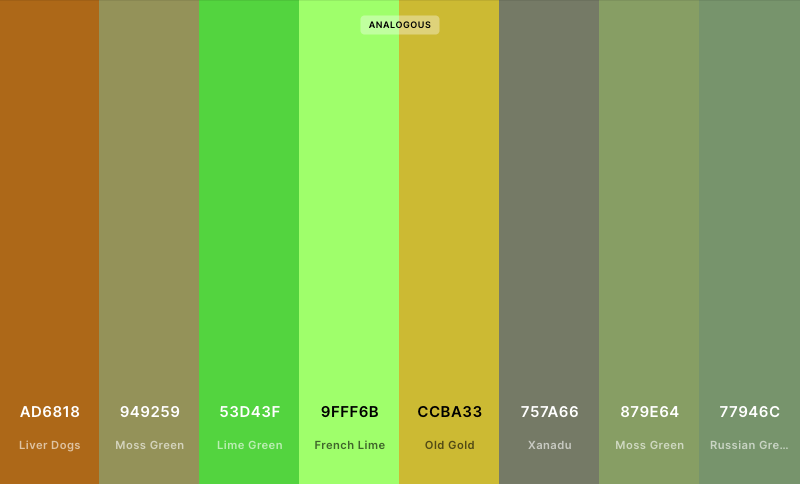 ANALOGOUS
AD6818 949259 53D43F 9FFF6B CCBA33 757A66 879E64 77946C
Liver Dogs Moss Green Lime Green French Lime Old Gold Xanadu Moss Green Russian Gre...